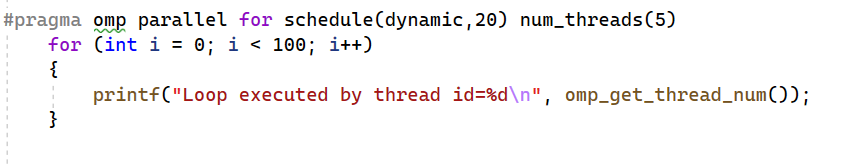 #pragma omp parallel for schedule(dynamic,20) num_threads(5)
for (int i = 0; i < 100; i++)
{
printf("Loop executed by thread id=%d\n", omp_get_thread_num());
}